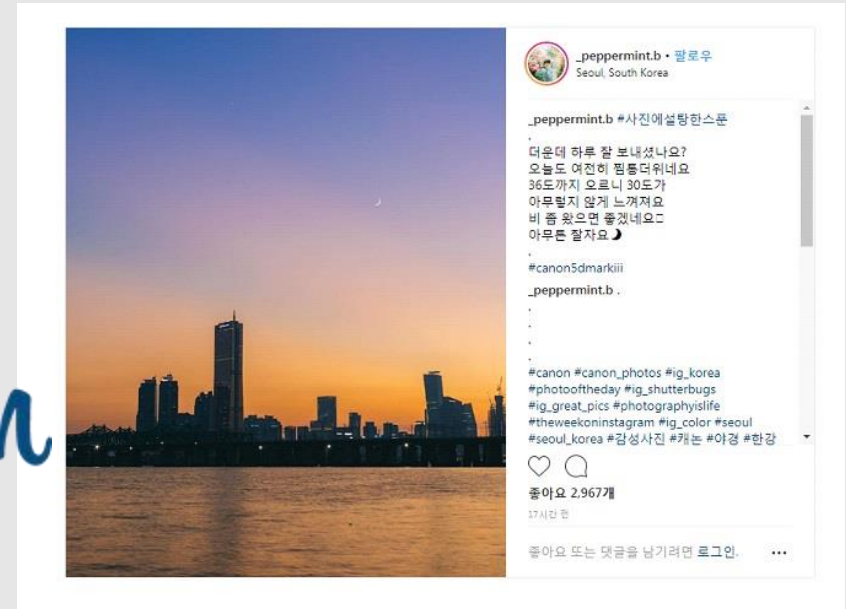 _peppermint.b • 팔로우
Seoul, South Korea
_peppermint.b #사진에설탕한스푼
.
더운데 하루 잘 보내셨나요?
오늘도 여전히 찜통더위네요
36도까지 오르니 30도가
아무렇지 않게 느껴져요
비 좀 왔으면 좋겠네요
아무튼 잘자요
.
#canon5dmarkiii
_peppermint.b .
.
.
.
.
#canon #canon_photos #ig_korea
#photooftheday #ig_shutterbugs
#ig_great_pics #photographyislife
#theweekoninstagram #ig_color #seoul
#seoul_korea #감성사진 #캐논 #야경 #한강
좋아요 2,967개
17시간 전
좋아요 또는 댓글을 남기려면 로그인.